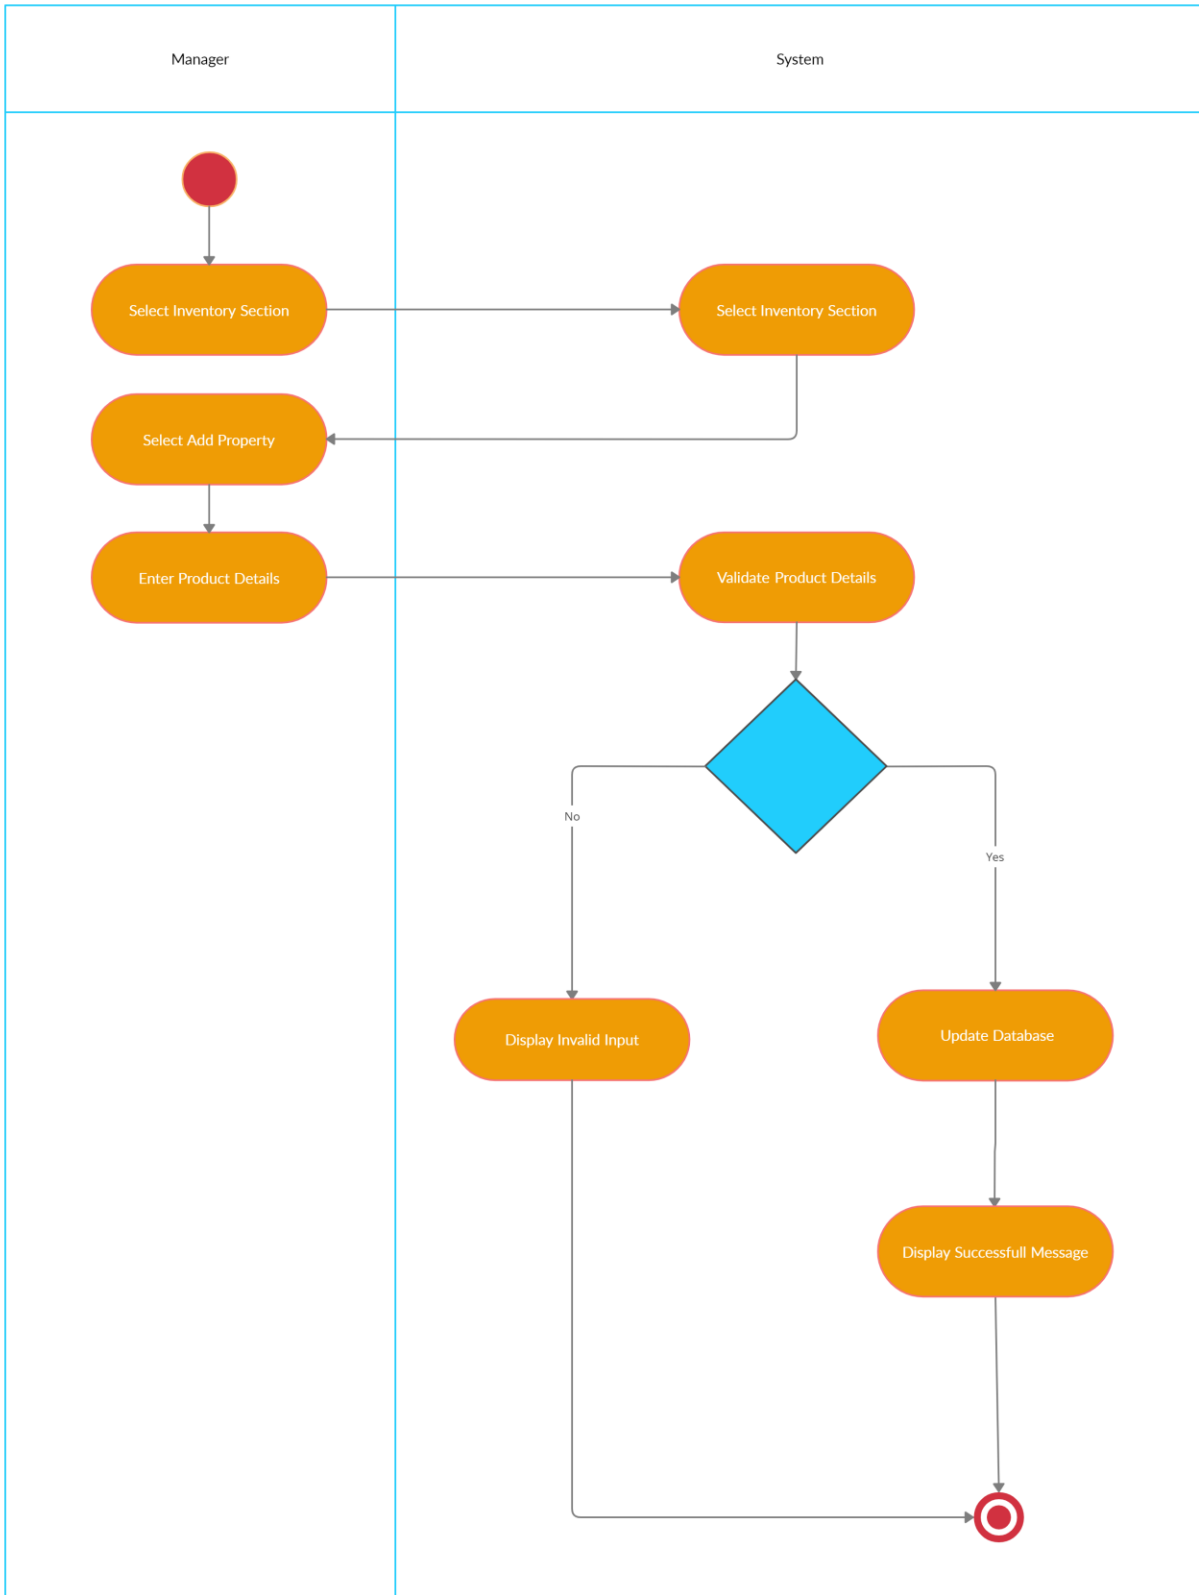 Manager
System
Select Inventory Section
Select Inventory Section
Select Add Property
Enter Product Details
Validate Product Details
No
Yes
Display Invalid Input
Update Database
Display Successfull Message